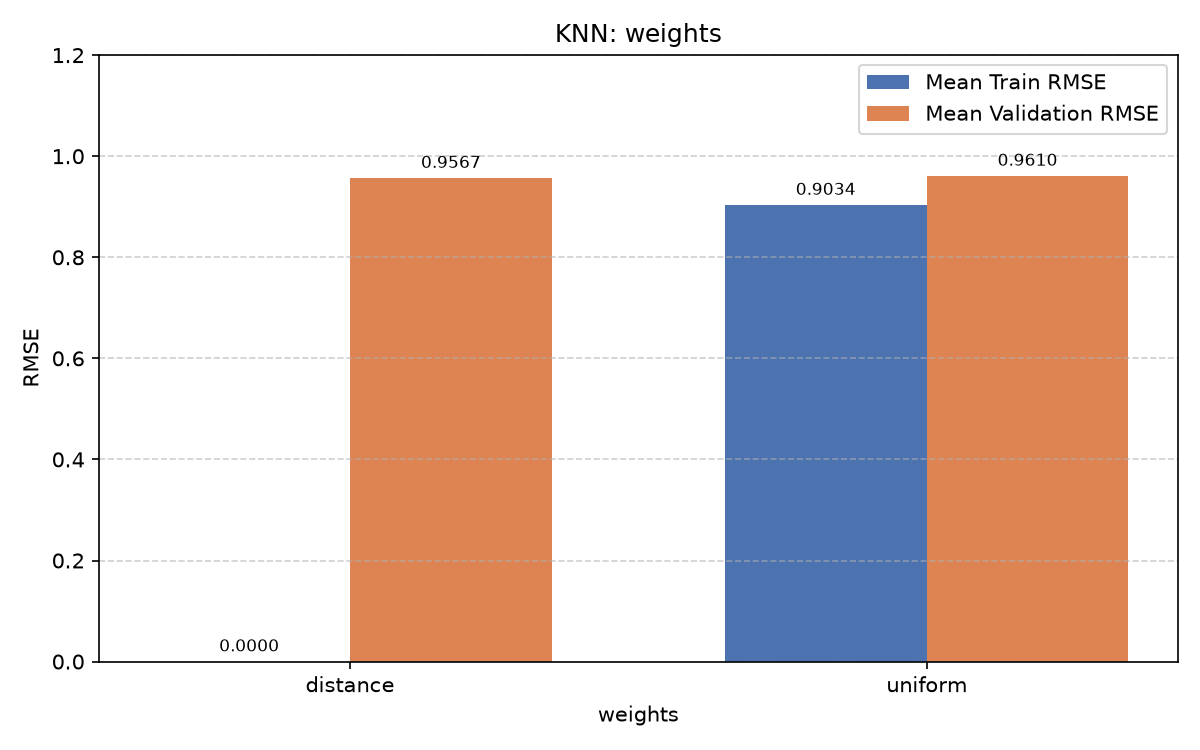 KNN: weights
Mean Train RMSE
Mean Validation RMSE
1.2
1.0
0.8
0.6
0.4
0.2
0.0
RMSE
0.0000
0.9567
0.9034
0.9610
distance
uniform
weights